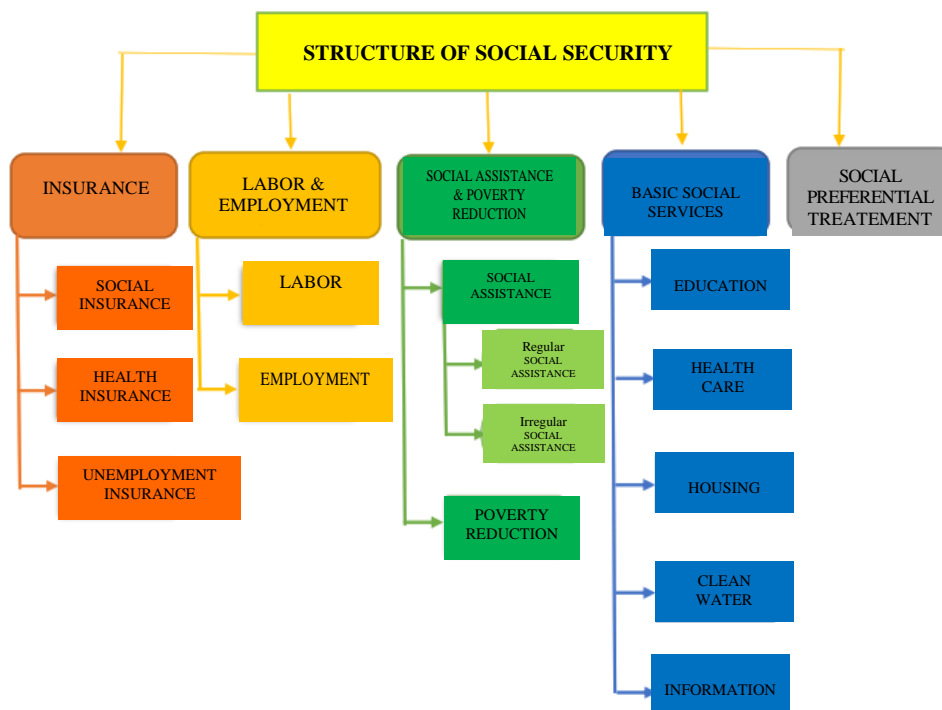 STRUCTURE OF SOCIAL SECURITY
INSURANCE
SOCIAL
INSURANCE
HEALTH
INSURANCE
UNEMPLOYMENT
INSURANCE
LABOR &
EMPLOYMENT
LABOR
EMPLOYMENT
SOCIAL ASSISTANCE
& POVERTY
REDUCTION
SOCIAL
ASSISTANCE
Regular
SOCIAL
ASSISTANCE
Irregular
SOCIAL
ASSISTANCE
POVERTY
REDUCTION
BASIC SOCIAL
SERVICES
EDUCATION
HEALTH
CARE
HOUSING
CLEAN
WATER
INFORMATION
SOCIAL
PREFERENTIAL
TREATEMENT